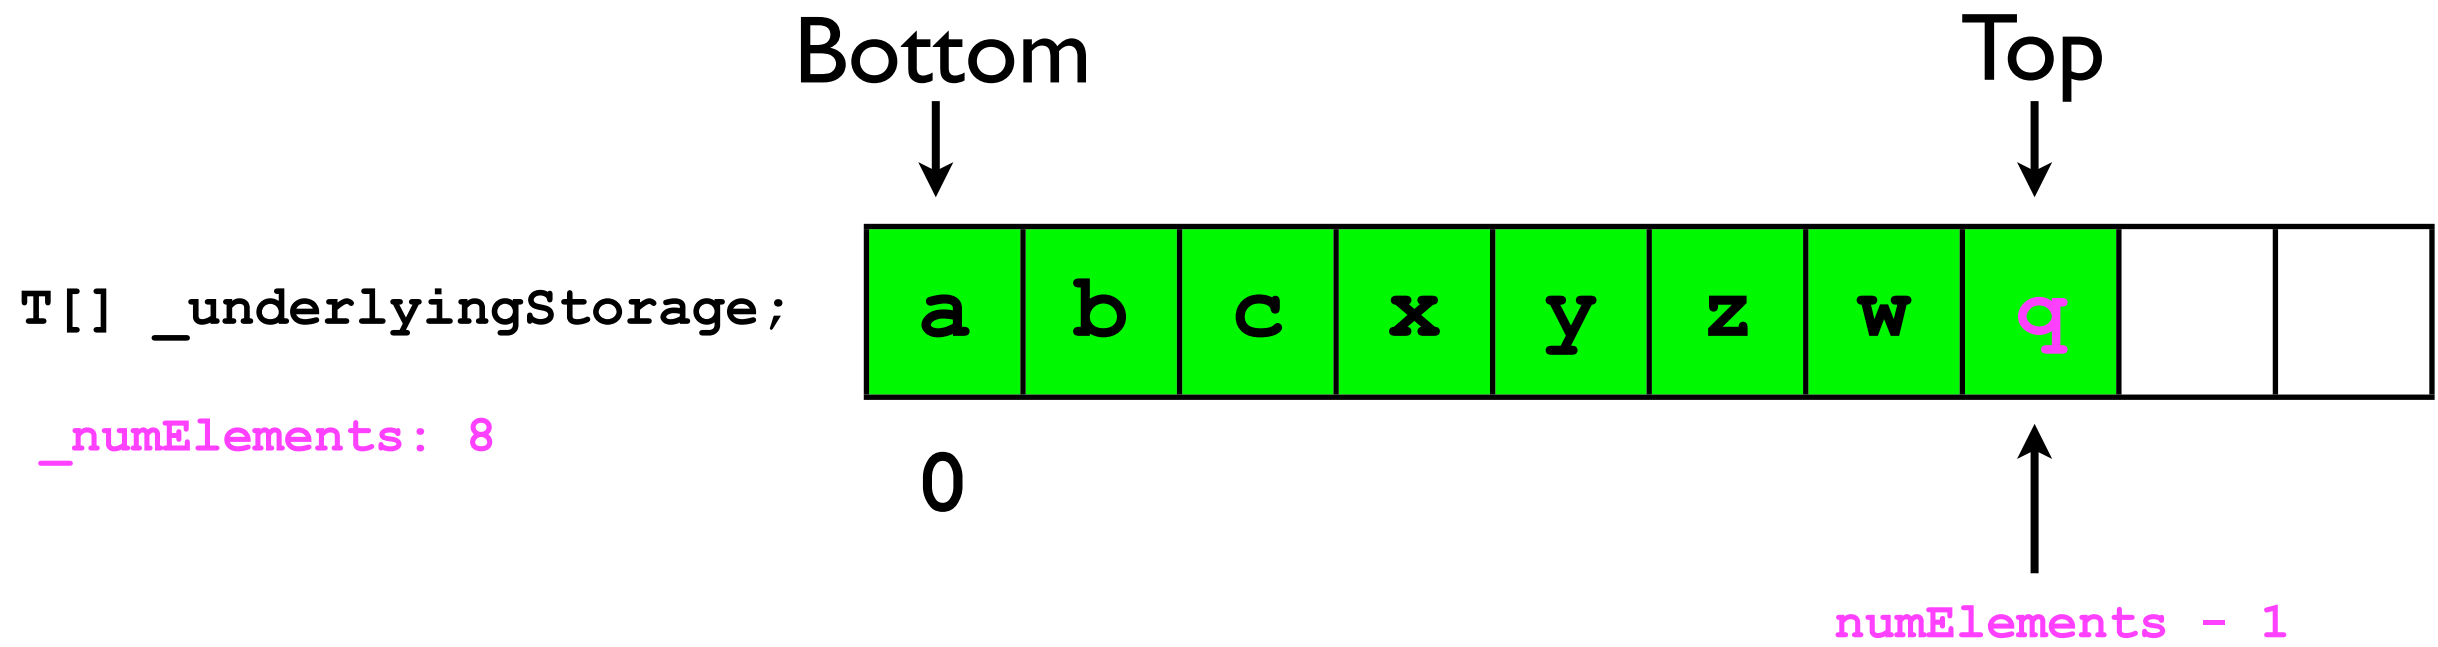 Bottom Top
T[] _underlyingStorage; a b c x y z w q
_numElements: 8
0
numElements - 1